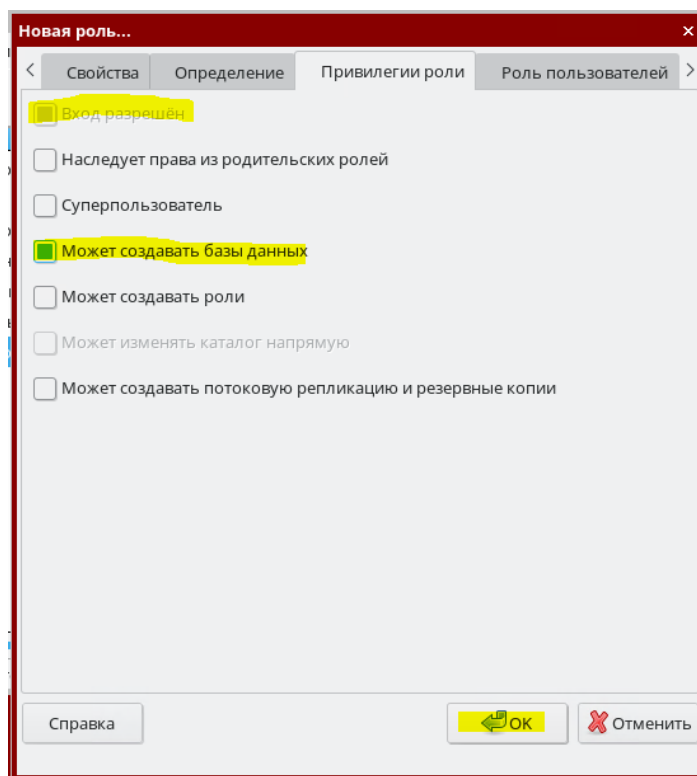 Новая роль...
Свойства Определение Привилегии роли Роль пользователей
Вход разрешён
Наследует права из родительских ролей
Суперпользователь
Может создавать базы данных
Может создавать роли
Может изменять каталог напрямую
Может создавать потоковую репликацию и резервные копии
Справка OK Отменить